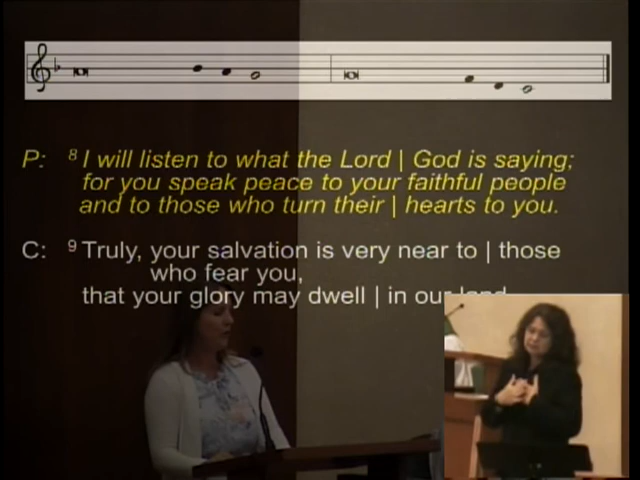 P: 8 I will listen to what the Lord | God is saying;
for you speak peace to your faithful people
and to those who turn their | hearts to you.
C: 9 Truly, your salvation is very near to | those
who fear you,
that your glory may dwell | in our land.